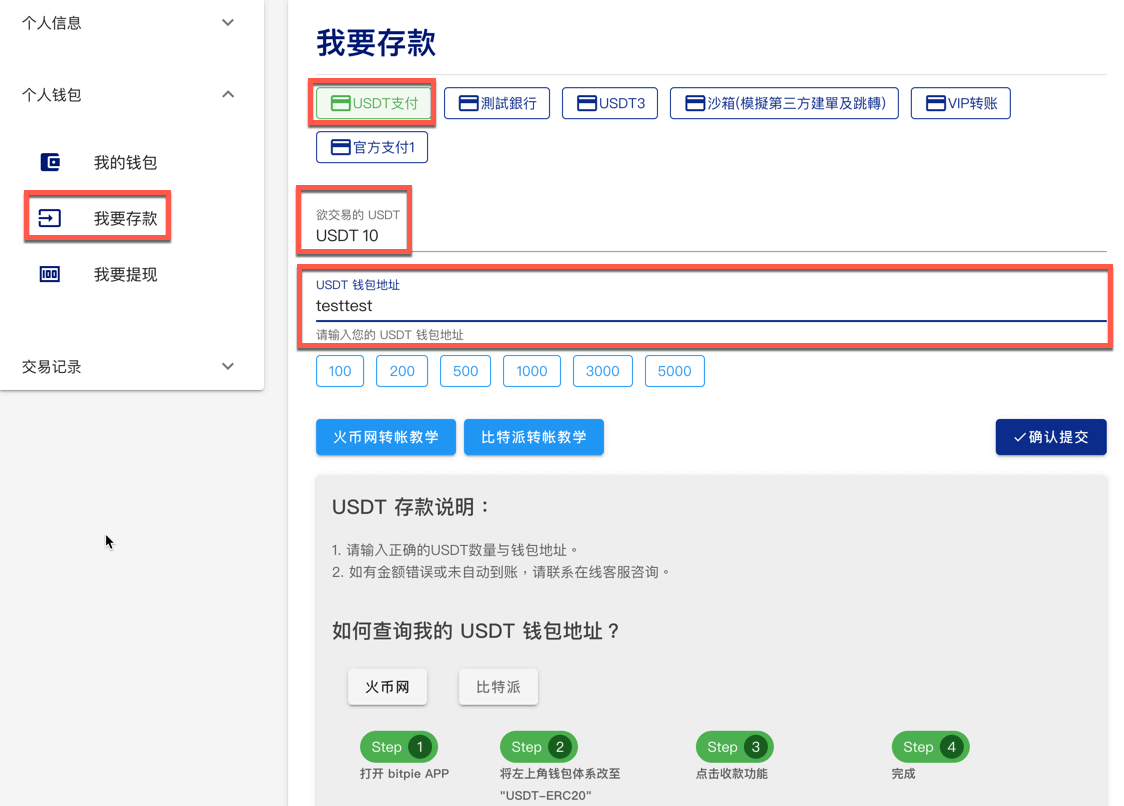 个人信息
个人钱包
我的钱包
我要存款
我要提现
交易记录
我要存款
USDT支付
測試銀行
USDT3
沙箱(模擬第三方建單及跳轉)
VIP转账
官方支付1
欲交易的 USDT
USDT 10
USDT 钱包地址
testtest
请输入您的 USDT 钱包地址
100
200
500
1000
3000
5000
火币网转帐教学
比特派转帐教学
确认提交
USDT 存款说明：
1. 请输入正确的USDT数量与钱包地址。
2. 如有金额错误或未自动到账，请联系在线客服咨询。
如何查询我的 USDT 钱包地址？
火币网
比特派
Step 1
打开 bitpie APP
Step 2
将左上角钱包体系改至
"USDT-ERC20"
Step 3
点击收款功能
Step 4
完成